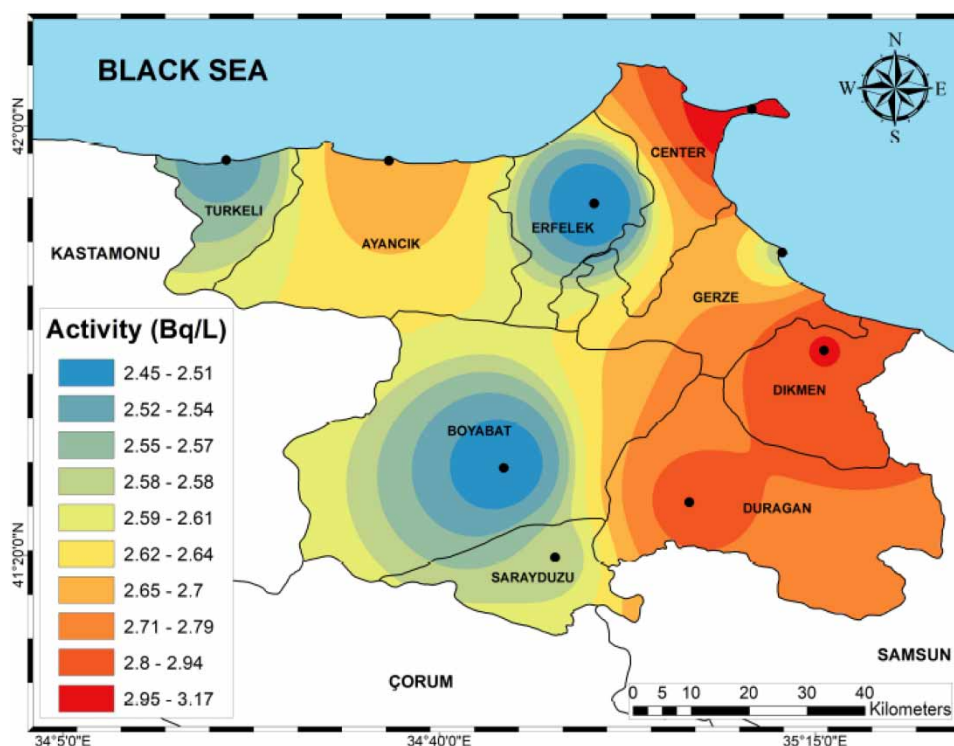 BLACK SEA
N
W E
S
42°0'0"N
CENTER
TURKELI
ERFELEK
AYANCIK
KASTAMONU
GERZE
Activity (Bq/L)
2.45 - 2.51
2.52 - 2.54
2.55 - 2.57
2.58 - 2.58
2.59 - 2.61
2.62 - 2.64
2.65 - 2.7
2.71 - 2.79
2.8 - 2.94
2.95 - 3.17
DIKMEN
BOYABAT
DURAGAN
41°20'0"N
SARAYDUZU
SAMSUN
ÇORUM
0 5 10 20 30 40
Kilometers
34°5'0"E 34°40'0"E 35°15'0"E